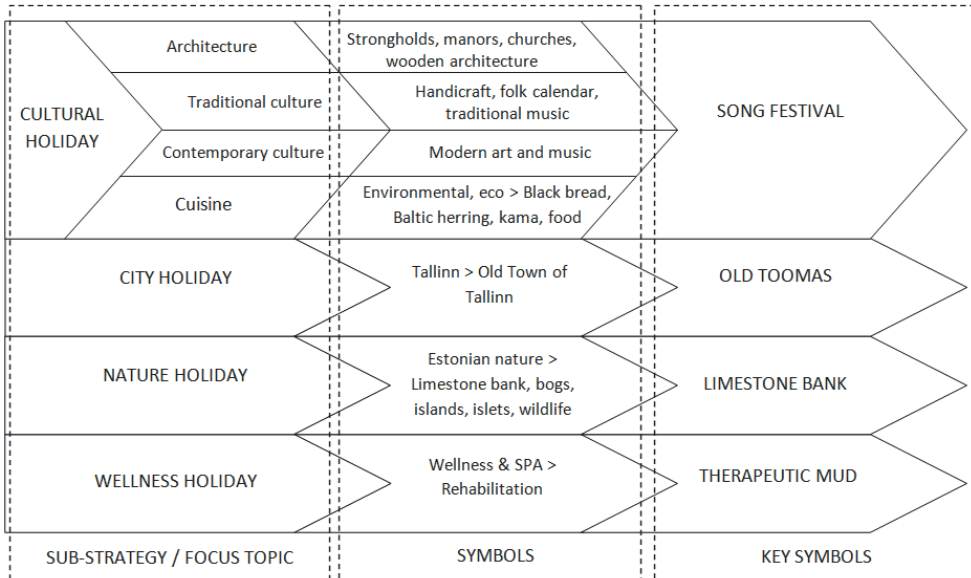 CULTURAL
HOLIDAY
Architecture
Strongholds, manors, churches,
wooden architecture
Traditional culture
Handicraft, folk calendar,
traditional music
Contemporary culture
Modern art and music
Cuisine
Environmental, eco > Black bread,
Baltic herring, kama, food
SONG FESTIVAL
CITY HOLIDAY
Tallinn > Old Town of
Tallinn
OLD TOOMAS
NATURE HOLIDAY
Estonian nature >
Limestone bank, bogs,
islands, islets, wildlife
LIMESTONE BANK
WELLNESS HOLIDAY
Wellness & SPA >
Rehabilitation
THERAPEUTIC MUD
SUB-STRATEGY / FOCUS TOPIC
SYMBOLS
KEY SYMBOLS